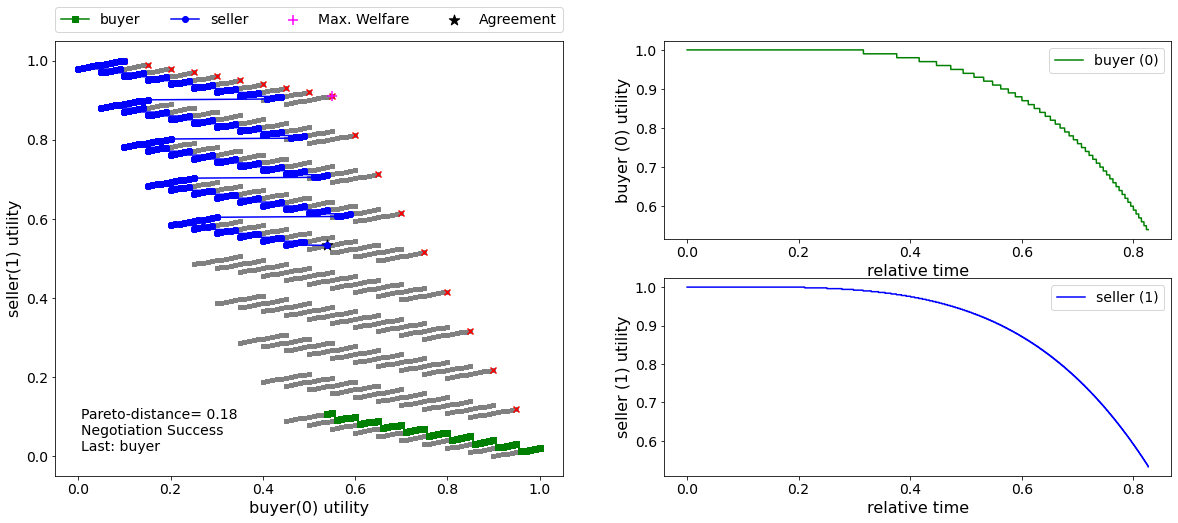 buyer seller Max. Welfare Agreement
1.0
0.8
0.6
0.4
0.2
0.0
seller(1) utility
Pareto-distance= 0.18
Negotiation Success
Last: buyer
0.0 0.2 0.4 0.6 0.8 1.0
buyer(0) utility
buyer (0)
1.0
0.9
0.8
0.7
0.6
buyer (0) utility
0.0 0.2 0.4 0.6 0.8
relative time
seller (1)
1.0
0.9
0.8
0.7
0.6
seller (1) utility
0.0 0.2 0.4 0.6 0.8
relative time